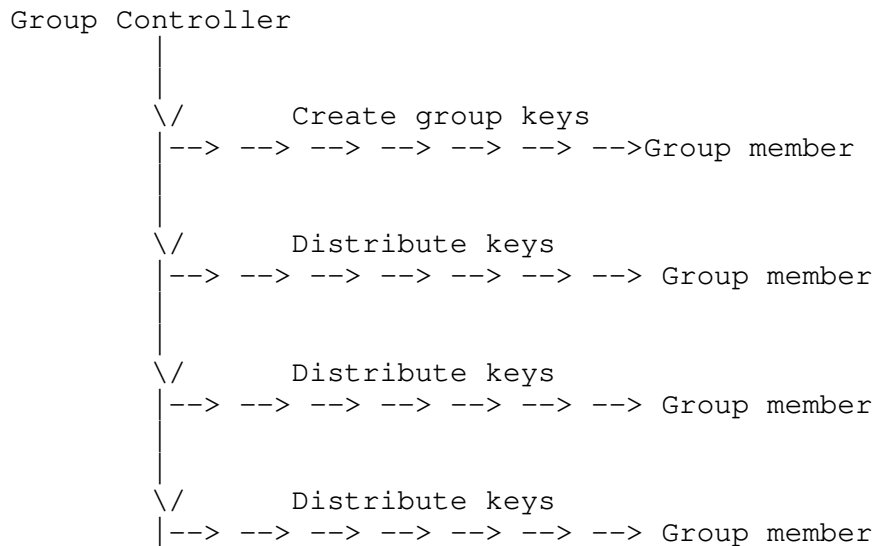 Group Controller
|
|
\/ Create group keys
|--> --> --> --> --> --> -->Group member
|
|
\/ Distribute keys
|--> --> --> --> --> --> --> Group member
|
|
\/ Distribute keys
|--> --> --> --> --> --> --> Group member
|
|
\/ Distribute keys
|--> --> --> --> --> --> --> Group member